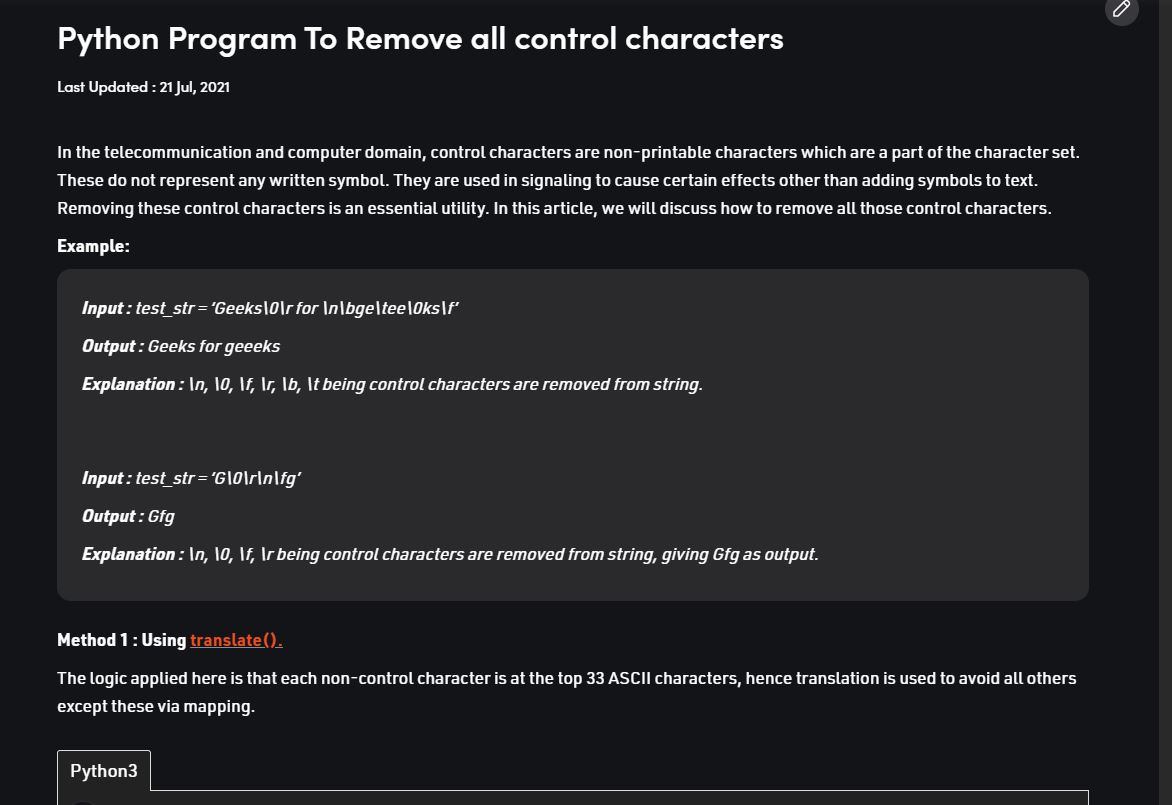 Python Program To Remove all control characters
Last Updated : 21 Jul, 2021
In the telecommunication and computer domain, control characters are non-printable characters which are a part of the character set.
These do not represent any written symbol. They are used in signaling to cause certain effects other than adding symbols to text.
Removing these control characters is an essential utility. In this article, we will discuss how to remove all those control characters.
Example:
Input : test_str = ‘Geeks\0\r for \n\bge\tee\0ks\f’
Output : Geeks for geeeks
Explanation : \n, \0, \f, \r, \b, \t being control characters are removed from string.
Input : test_str = ‘G\0\r\n\fg’
Output : Gfg
Explanation : \n, \0, \f, \r being control characters are removed from string, giving Gfg as output.
Method 1 : Using translate().
The logic applied here is that each non-control character is at the top 33 ASCII characters, hence translation is used to avoid all others
except these via mapping.
Python3